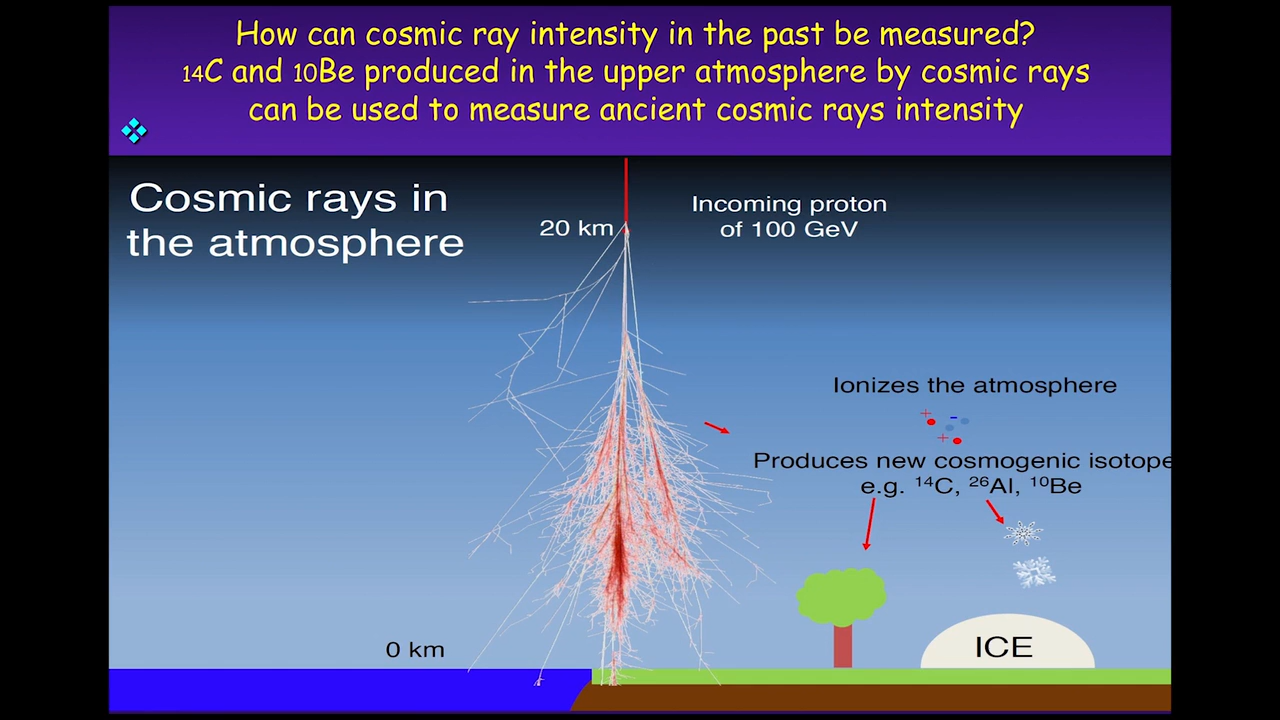 How can cosmic ray intensity in the past be measured?
14C and 10Be produced in the upper atmosphere by cosmic rays
can be used to measure ancient cosmic rays intensity
Cosmic rays in
the atmosphere
20 km
Incoming proton
of 100 GeV
Ionizes the atmosphere
+ -
+
Produces new cosmogenic isotope
e.g. ¹⁴C, ²⁶Al, ¹⁰Be
0 km
ICE